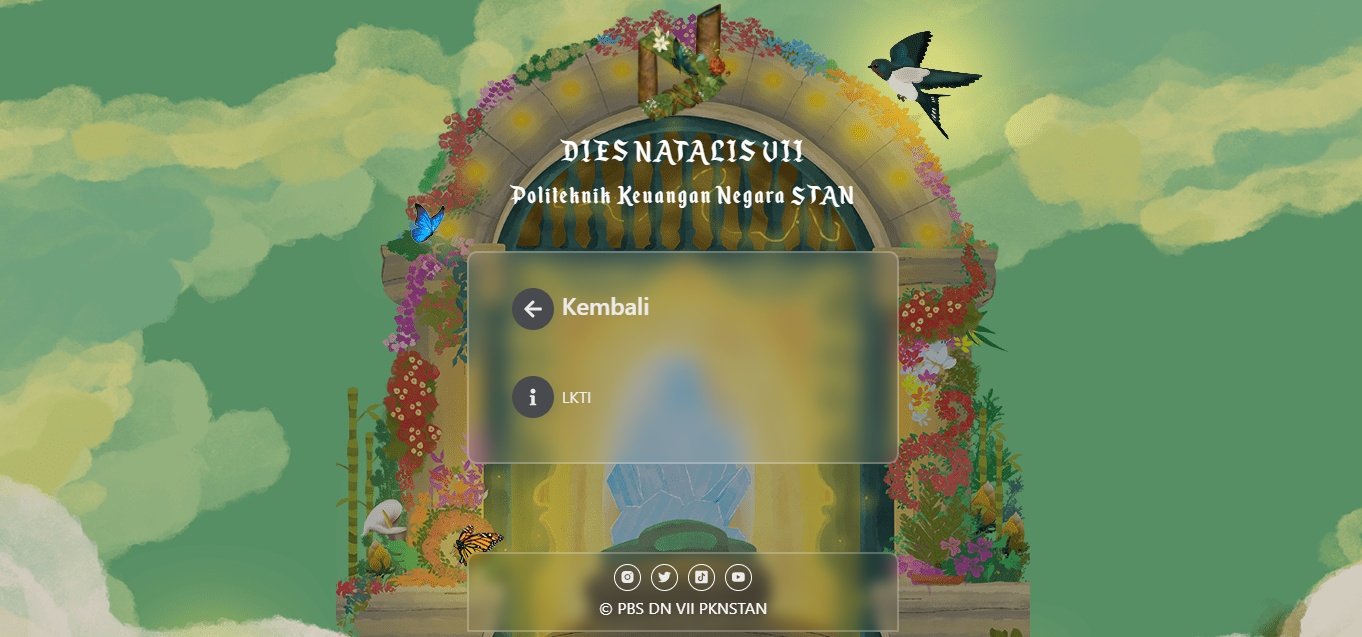 DIES NATALIS VII
Politeknik Keuangan Negara STAN
Kembali
LKTI
© PBS DN VII PKNSTAN